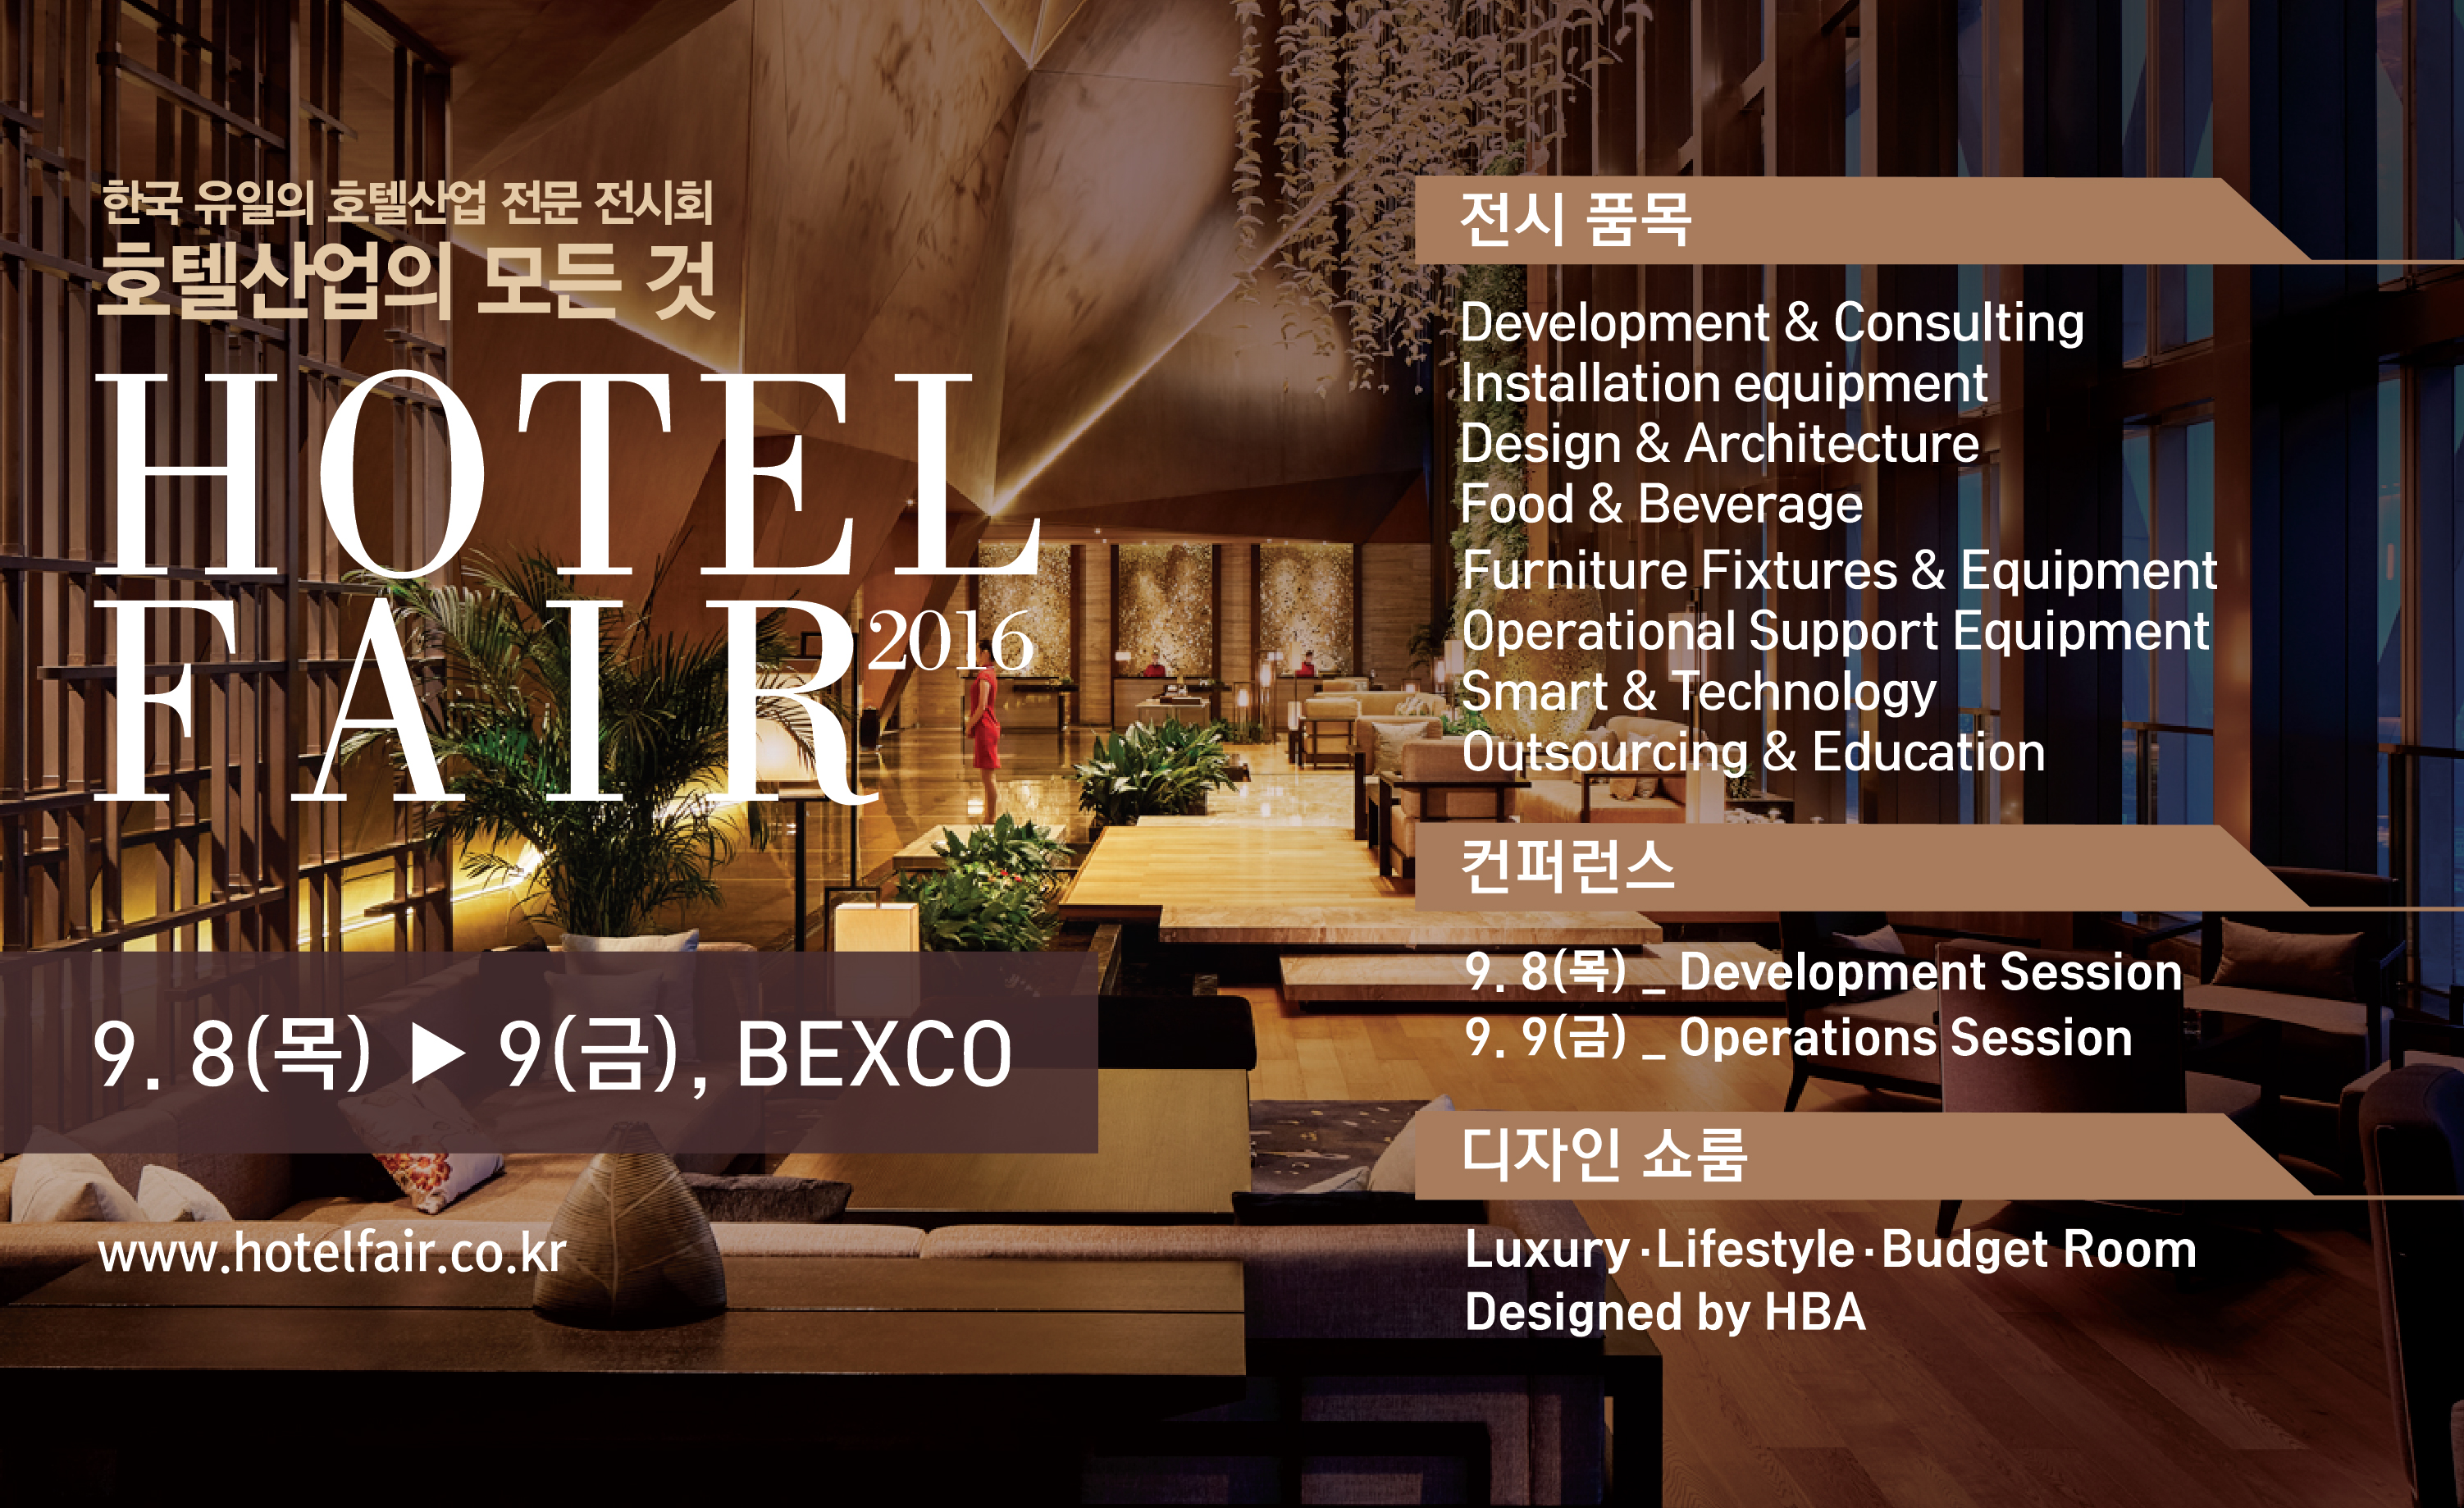 한국 유일의 호텔산업 전문 전시회
호텔산업의 모든 것
HOTEL
FAIR 2016
9. 8(목) ▶ 9(금), BEXCO
www.hotelfair.co.kr
전시 품목
Development & Consulting
Installation equipment
Design & Architecture
Food & Beverage
Furniture Fixtures & Equipment
Operational Support Equipment
Smart & Technology
Outsourcing & Education
컨퍼런스
9. 8(목) _ Development Session
9. 9(금) _ Operations Session
디자인 쇼룸
Luxury·Lifestyle·Budget Room
Designed by HBA